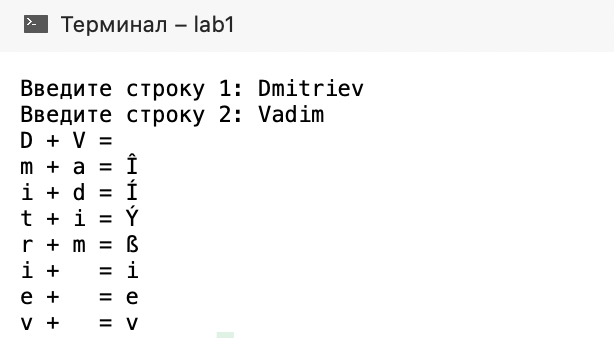 Терминал – lab1
Введите строку 1: Dmitriev
Введите строку 2: Vadim
D + V =
m + a = Î
i + d = Í
t + i = Ý
r + m = ß
i +   = i
e +   = e
v +   = v